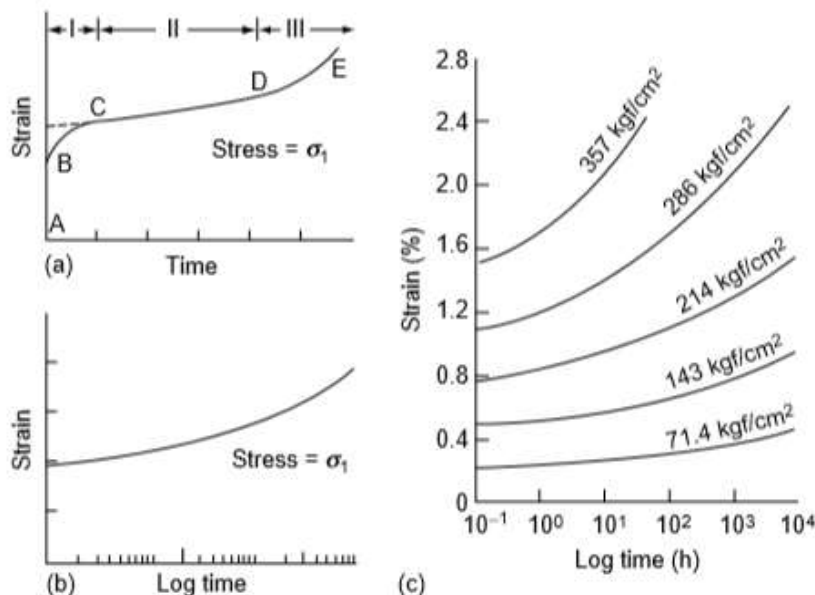 I II III
Strain
A
B
C
D
E
Stress = σ₁
(a)
Time
Strain
Stress = σ₁
(b)
Log time
2.8
2.4
2.0
1.6
1.2
0.8
0.4
0
Strain (%)
357 kgf/cm²
286 kgf/cm²
214 kgf/cm²
143 kgf/cm²
71.4 kgf/cm²
10⁻¹ 10⁰ 10¹ 10² 10³ 10⁴
(c)
Log time (h)